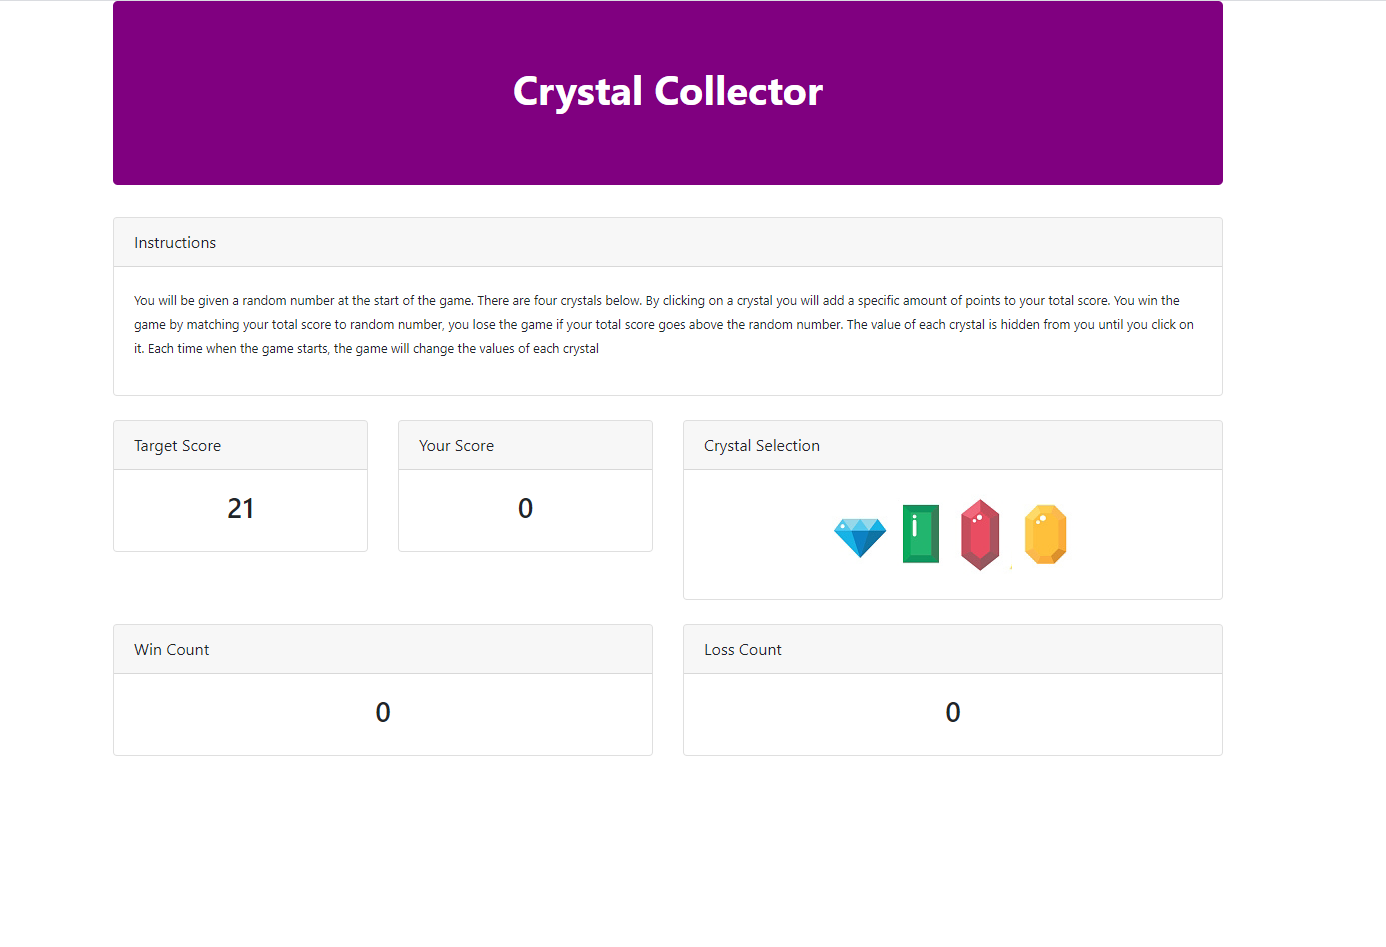 Crystal Collector
Instructions
You will be given a random number at the start of the game. There are four crystals below. By clicking on a crystal you will add a specific amount of points to your total score. You win the
game by matching your total score to random number, you lose the game if your total score goes above the random number. The value of each crystal is hidden from you until you click on
it. Each time when the game starts, the game will change the values of each crystal
Target Score
21
Your Score
0
Crystal Selection
Win Count
0
Loss Count
0